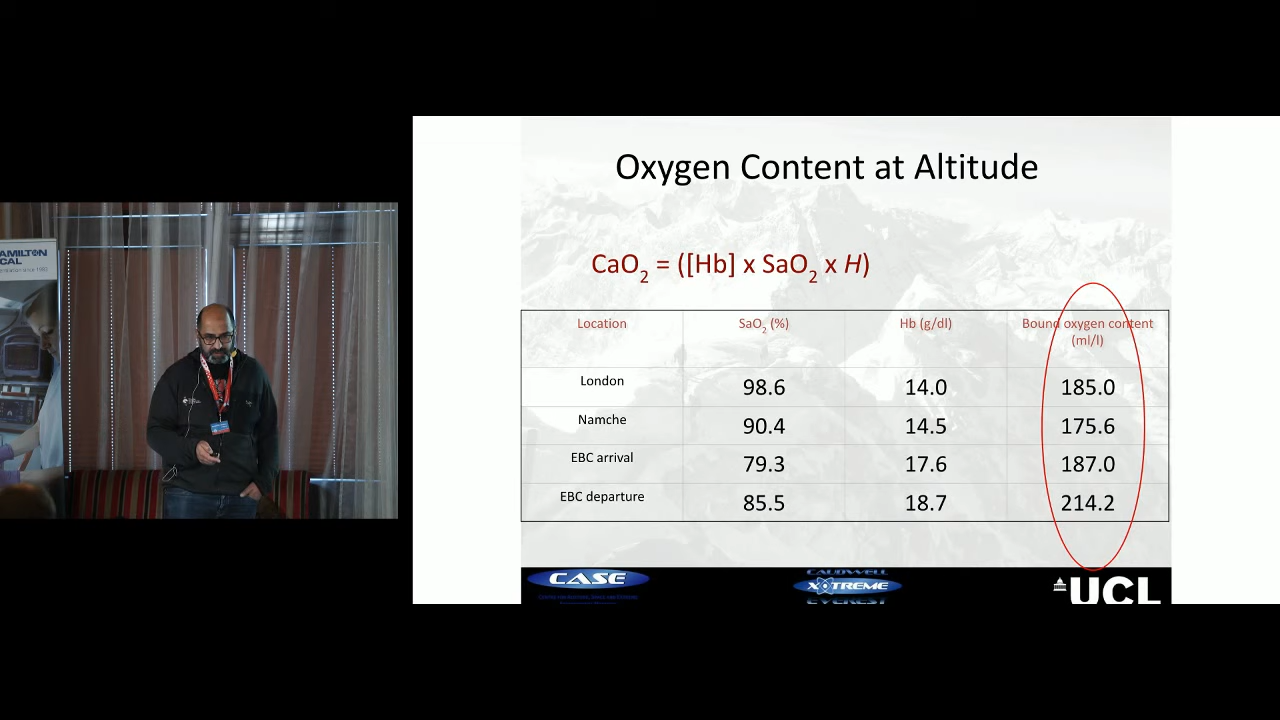 Oxygen Content at Altitude
CaO2 = ([Hb] x SaO2 x H)
Location SaO2 (%) Hb (g/dl) Bound oxygen content
(ml/l)
London 98.6 14.0 185.0
Namche 90.4 14.5 175.6
EBC arrival 79.3 17.6 187.0
EBC departure 85.5 18.7 214.2
CASE
CAUDWELL
XTREME
EVEREST
UCL
AMILTON
CAL